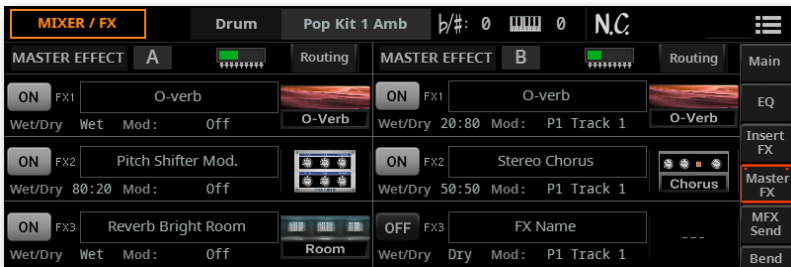 MIXER / FX Drum Pop Kit 1 Amb ♭/#: 0 0 N.C.
MASTER EFFECT A Routing MASTER EFFECT B Routing Main
ON FX1 O-verb O-Verb ON FX1 O-verb O-Verb EQ
Wet/Dry Wet Mod: Off Wet/Dry 20:80 Mod: P1 Track 1
Insert FX
ON FX2 Pitch Shifter Mod. ON FX2 Stereo Chorus Chorus
Wet/Dry 80:20 Mod: Off Wet/Dry 50:50 Mod: P1 Track 1
Master FX
ON FX3 Reverb Bright Room Room OFF FX3 FX Name ---
MFX Send
Wet/Dry Wet Mod: Off Wet/Dry Dry Mod: P1 Track 1 Bend